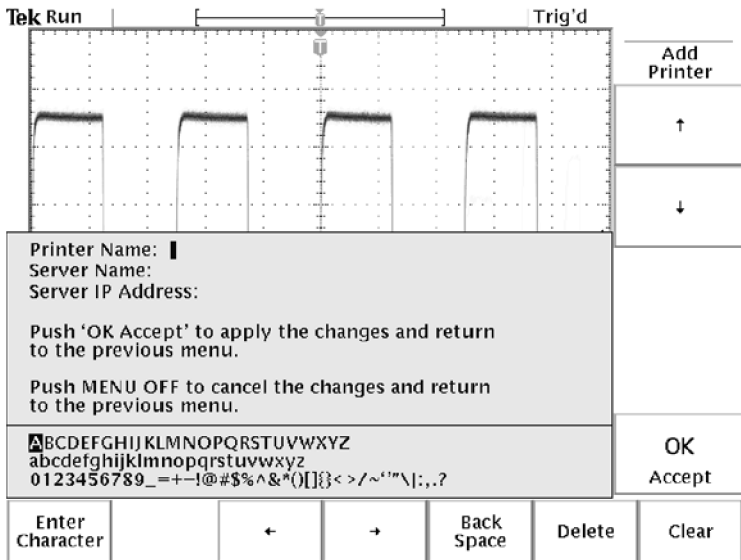 Tek Run
Trig'd
T
T
Add
Printer
↑
↓
Printer Name:
Server Name:
Server IP Address:
Push ‘OK Accept’ to apply the changes and return
to the previous menu.
Push MENU OFF to cancel the changes and return
to the previous menu.
ABCDEFGHIJKLMNOPQRSTUVWXYZ
abcdefghijklmnopqrstuvwxyz
0123456789_=+−!@#$%^&*()[]{}<>/~‘’"\|:,.?
OK
Accept
Enter
Character
←
→
Back
Space
Delete
Clear